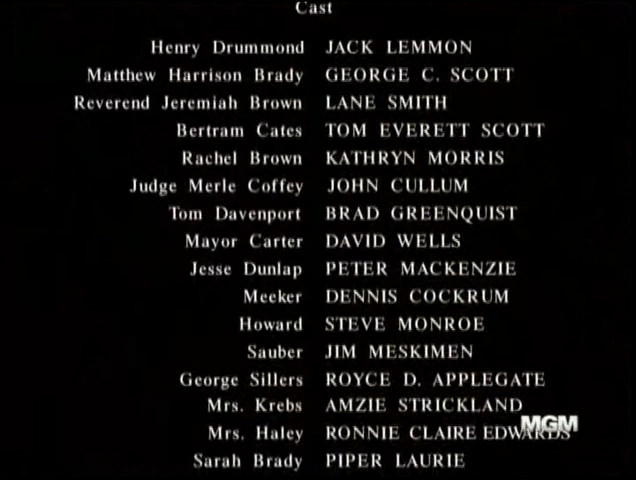 Cast
Henry Drummond JACK LEMMON
Matthew Harrison Brady GEORGE C. SCOTT
Reverend Jeremiah Brown LANE SMITH
Bertram Cates TOM EVERETT SCOTT
Rachel Brown KATHRYN MORRIS
Judge Merle Coffey JOHN CULLUM
Tom Davenport BRAD GREENQUIST
Mayor Carter DAVID WELLS
Jesse Dunlap PETER MACKENZIE
Meeker DENNIS COCKRUM
Howard STEVE MONROE
Sauber JIM MESKIMEN
George Sillers ROYCE D. APPLEGATE
Mrs. Krebs AMZIE STRICKLAND
Mrs. Haley RONNIE CLAIRE EDWARDS
MGM
Sarah Brady PIPER LAURIE